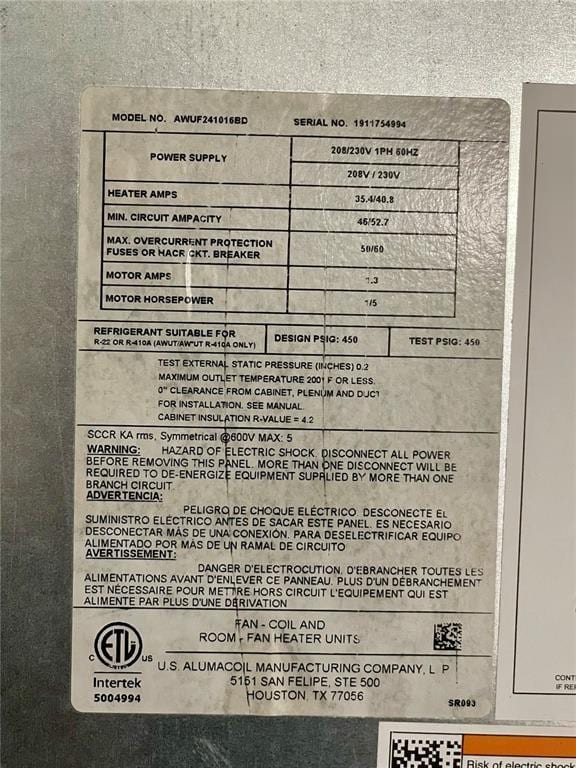 MODEL NO. AWUF241016BD SERIAL NO. 1911754994
POWER SUPPLY 208/230V 1PH 60HZ
208V / 230V
HEATER AMPS 35.4/40.8
MIN. CIRCUIT AMPACITY 46/52.7
MAX. OVERCURRENT PROTECTION
FUSES OR HACR CKT. BREAKER 50/60
MOTOR AMPS 1.3
MOTOR HORSEPOWER 1/5
REFRIGERANT SUITABLE FOR
R-22 OR R-410A (AWUT/AW*UT R-410A ONLY)
DESIGN PSIG: 450
TEST PSIG: 450
TEST EXTERNAL STATIC PRESSURE (INCHES) 0.2
MAXIMUM OUTLET TEMPERATURE 200° F OR LESS.
0" CLEARANCE FROM CABINET, PLENUM AND DUCT
FOR INSTALLATION. SEE MANUAL.
CABINET INSULATION R-VALUE = 4.2
SCCR KA rms, Symmetrical @600V MAX: 5
WARNING: HAZARD OF ELECTRIC SHOCK. DISCONNECT ALL POWER
BEFORE REMOVING THIS PANEL. MORE THAN ONE DISCONNECT WILL BE
REQUIRED TO DE-ENERGIZE EQUIPMENT SUPPLIED BY MORE THAN ONE
BRANCH CIRCUIT.
ADVERTENCIA:
PELIGRO DE CHOQUE ELÉCTRICO. DESCONECTE EL
SUMINISTRO ELÉCTRICO ANTES DE SACAR ESTE PANEL. ES NECESARIO
DESCONECTAR MÁS DE UNA CONEXIÓN. PARA DESELECTRIFICAR EQUIPO
ALIMENTADO POR MÁS DE UN RAMAL DE CIRCUITO
AVERTISSEMENT:
DANGER D'ELECTROCUTION, D'EBRANCHER TOUTES LES
ALIMENTATIONS AVANT D'ENLEVER CE PANNEAU. PLUS D'UN DÉBRANCHEMENT
EST NÉCESSAIRE POUR METTRE HORS CIRCUIT L'EQUIPEMENT QUI EST
ALIMENTE PAR PLUS D'UNE DÉRIVATION
FAN - COIL AND
ROOM - FAN HEATER UNITS
C ETL US
U.S. ALUMACOIL MANUFACTURING COMPANY, L P
5151 SAN FELIPE, STE 500
HOUSTON, TX 77056
Intertek
5004994
SR093
CONT
IF RE
Risk of electric shock